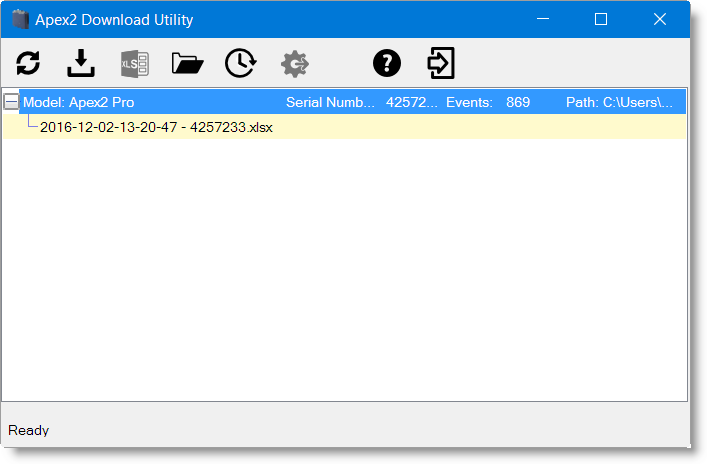 Apex2 Download Utility
XLS
Model: Apex2 Pro Serial Numb... 42572... Events: 869 Path: C:\Users\...
2016-12-02-13-20-47 - 4257233.xlsx
Ready